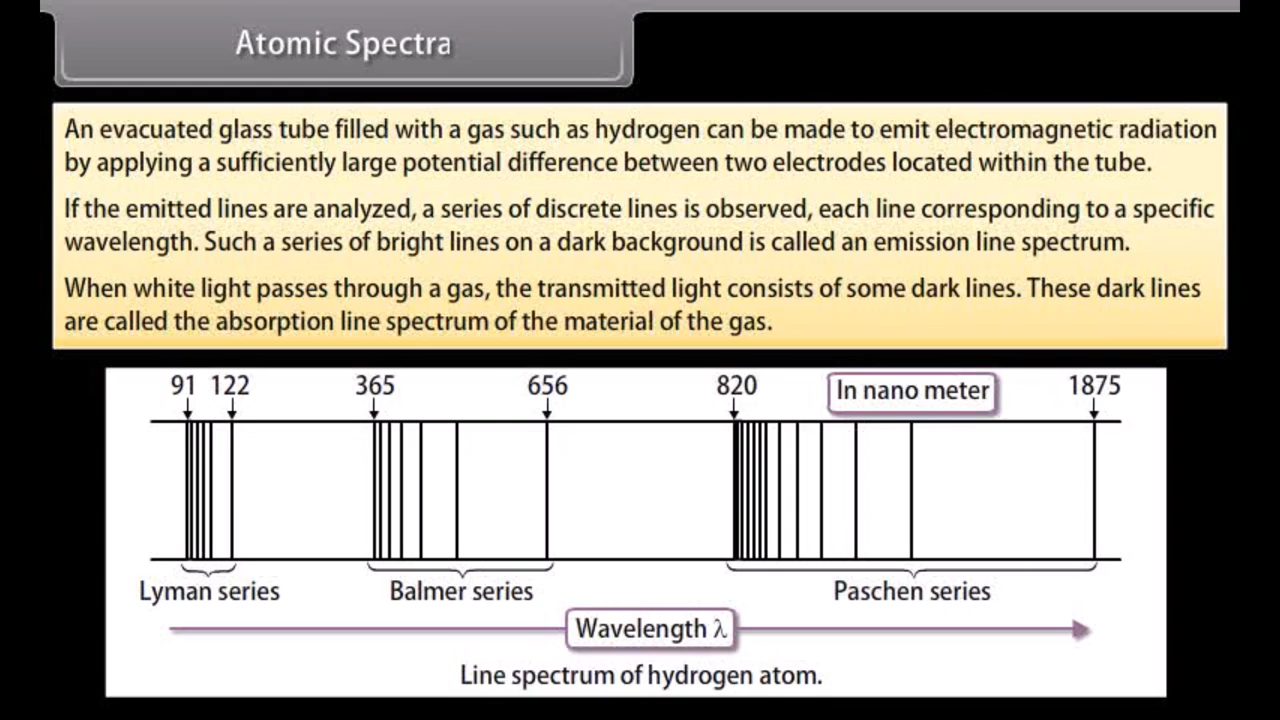 Atomic Spectra
An evacuated glass tube filled with a gas such as hydrogen can be made to emit electromagnetic radiation
by applying a sufficiently large potential difference between two electrodes located within the tube.
If the emitted lines are analyzed, a series of discrete lines is observed, each line corresponding to a specific
wavelength. Such a series of bright lines on a dark background is called an emission line spectrum.
When white light passes through a gas, the transmitted light consists of some dark lines. These dark lines
are called the absorption line spectrum of the material of the gas.
91 122 365 656 820 In nano meter 1875
Lyman series Balmer series Paschen series
Wavelength λ
Line spectrum of hydrogen atom.